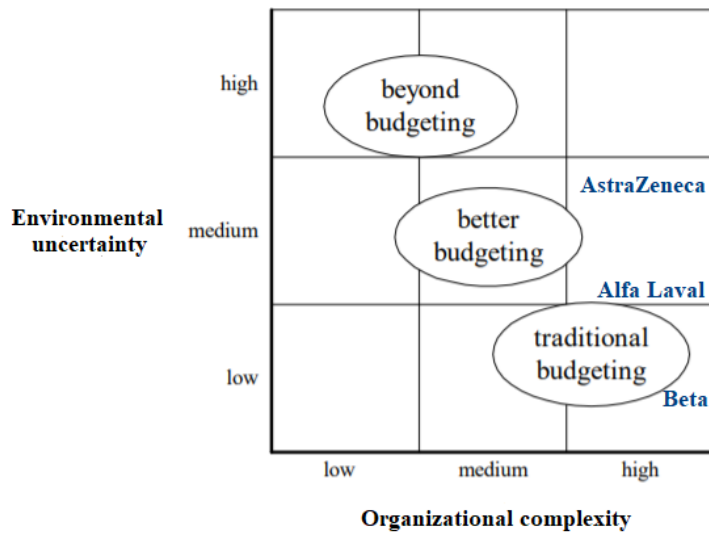 high
beyond
budgeting
AstraZeneca
Environmental
uncertainty
medium
better
budgeting
Alfa Laval
traditional
budgeting
low
Beta
low
medium
high
Organizational complexity